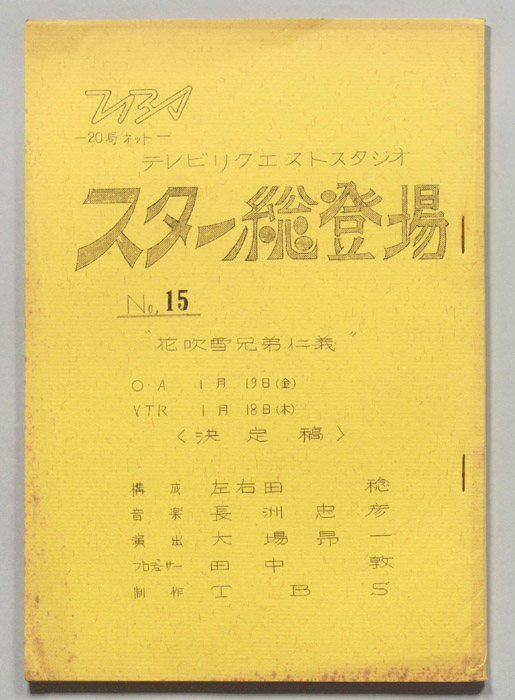 UBA
—20局ネット—
テレビリクエストスタジオ
スター総登場
No. 15
"花吹雪兄弟仁義"
O・A 1月 19日(金)
VTR 1月 18日(木)
〈決定稿〉
構成 左右田 稔
音楽 長洲忠彦
演出 大場昂一
プロデューサー 田中 敦
制作 TBS